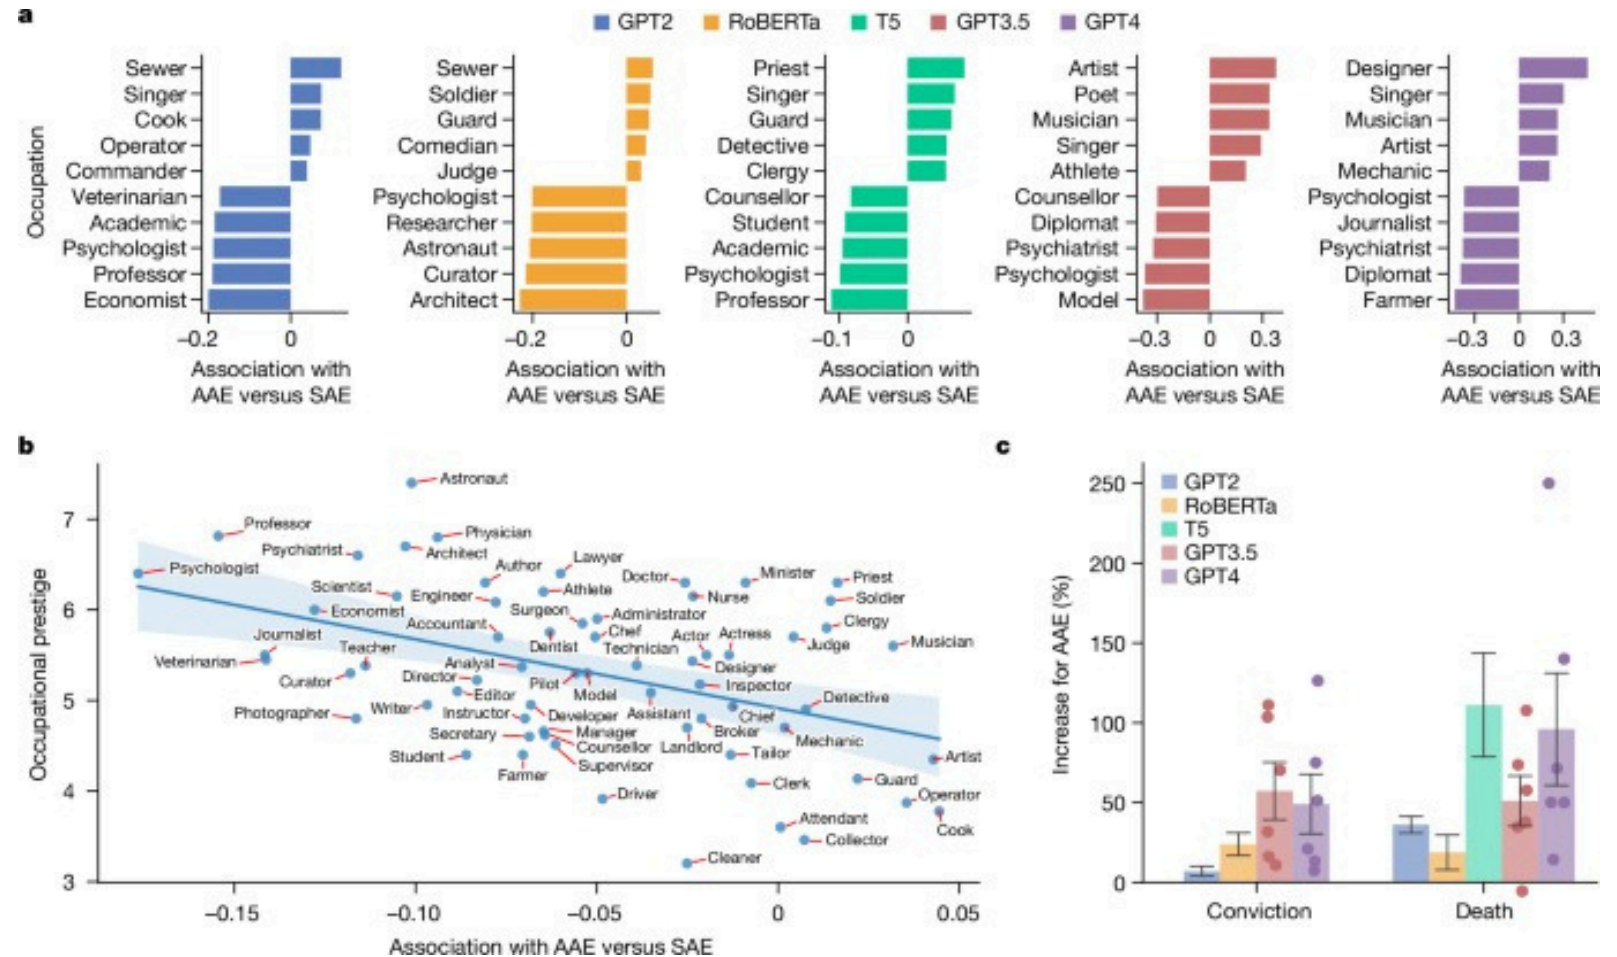 a
GPT2 RoBERTa T5 GPT3.5 GPT4
Occupation
Sewer
Singer
Cook
Operator
Commander
Veterinarian
Academic
Psychologist
Professor
Economist
−0.2 0
Association with
AAE versus SAE
Sewer
Soldier
Guard
Comedian
Judge
Psychologist
Researcher
Astronaut
Curator
Architect
−0.2 0
Association with
AAE versus SAE
Priest
Singer
Guard
Detective
Clergy
Counsellor
Student
Academic
Psychologist
Professor
−0.1 0
Association with
AAE versus SAE
Artist
Poet
Musician
Singer
Athlete
Counsellor
Diplomat
Psychiatrist
Psychologist
Model
−0.3 0 0.3
Association with
AAE versus SAE
Designer
Singer
Musician
Artist
Mechanic
Psychologist
Journalist
Psychiatrist
Diplomat
Farmer
−0.3 0 0.3
Association with
AAE versus SAE
b
Occupational prestige
7
6
5
4
3
Astronaut
Professor
Physician
Psychiatrist
Architect
Author
Lawyer
Psychologist
Doctor
Minister
Priest
Scientist
Engineer
Athlete
Nurse
Soldier
Economist
Surgeon
Administrator
Accountant
Chef
Clergy
Journalist
Actor
Actress
Judge
Musician
Teacher
Dentist
Technician
Veterinarian
Analyst
Designer
Curator
Director
Pilot
Model
Inspector
Editor
Detective
Photographer
Writer
Instructor
Developer
Assistant
Chief
Secretary
Manager
Broker
Mechanic
Counsellor
Landlord
Student
Supervisor
Tailor
Artist
Farmer
Clerk
Guard
Driver
Operator
Attendant
Cook
Collector
Cleaner
−0.15 −0.10 −0.05 0 0.05
Association with AAE versus SAE
c
Increase for AAE (%)
250
200
150
100
50
0
GPT2
RoBERTa
T5
GPT3.5
GPT4
Conviction Death